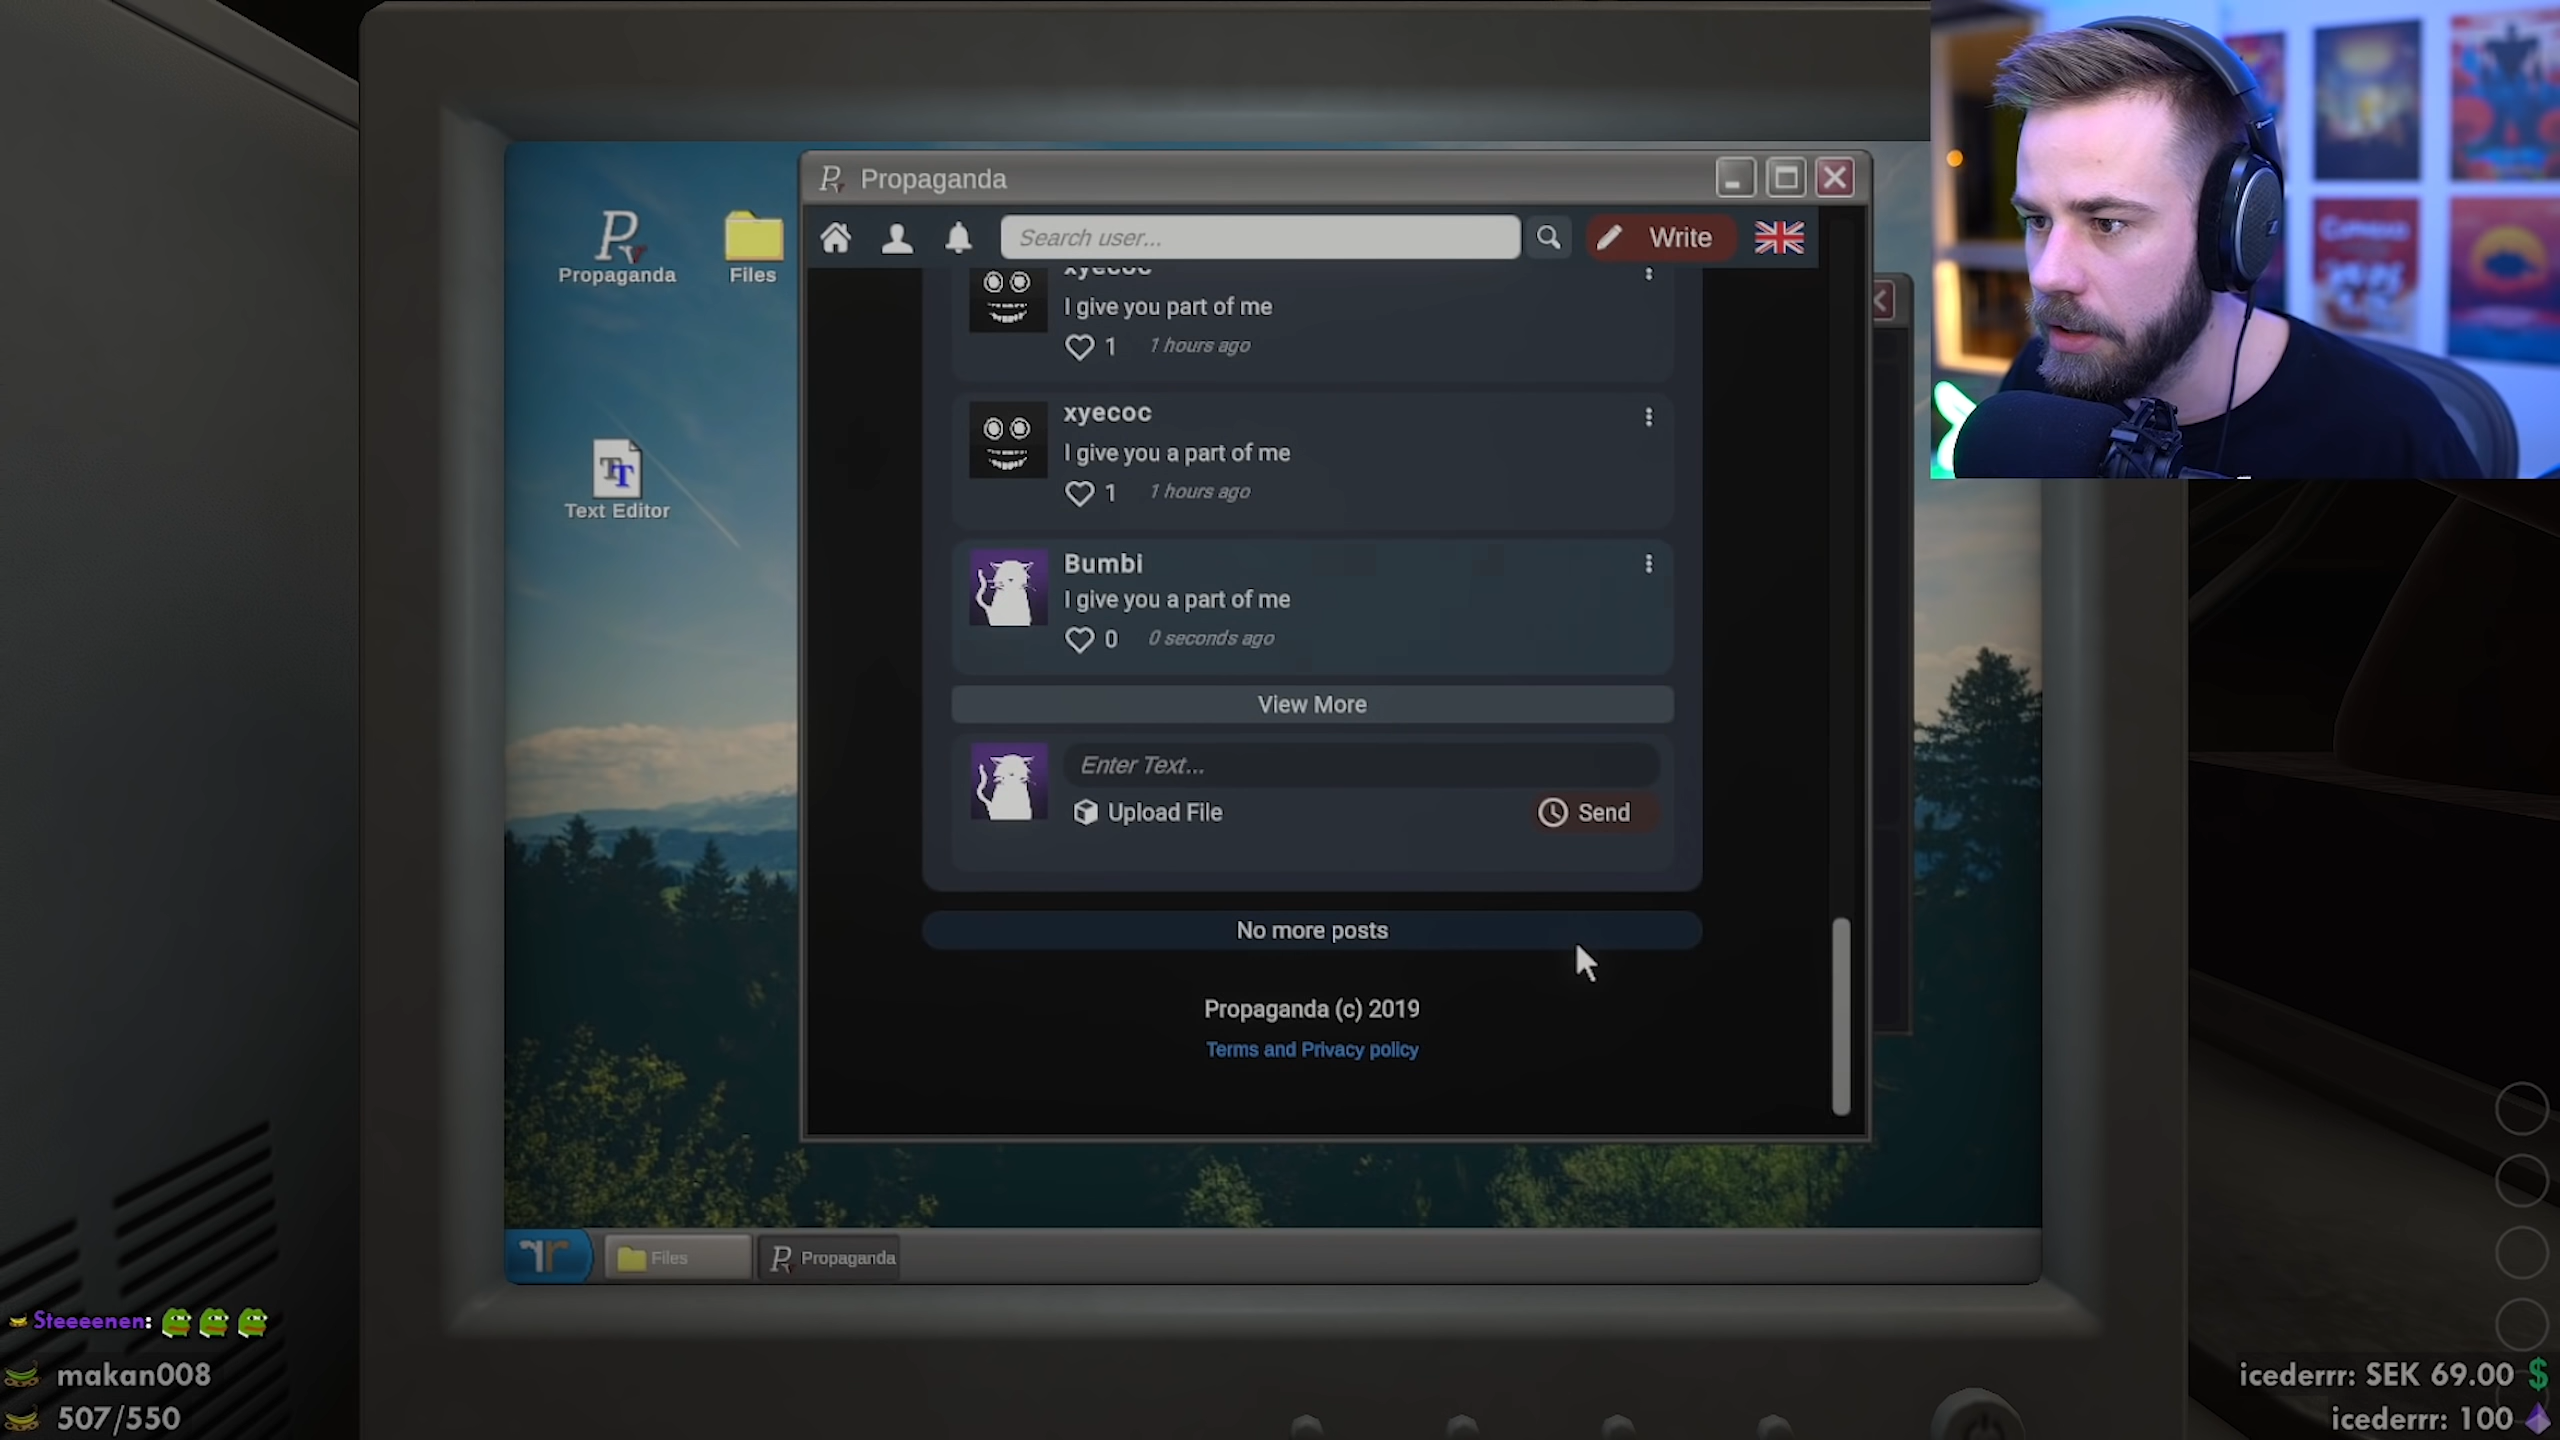 Propaganda
Propaganda
Files
Search user...
Write
xyecoc
I give you part of me
1
1 hours ago
xyecoc
I give you a part of me
1
1 hours ago
Text Editor
Bumbi
I give you a part of me
0
0 seconds ago
View More
Enter Text...
Upload File
Send
No more posts
Propaganda (c) 2019
Terms and Privacy policy
Files
Propaganda
Steeeenen:
makan008
507/550
icederrr: SEK 69.00 $
icederrr: 100